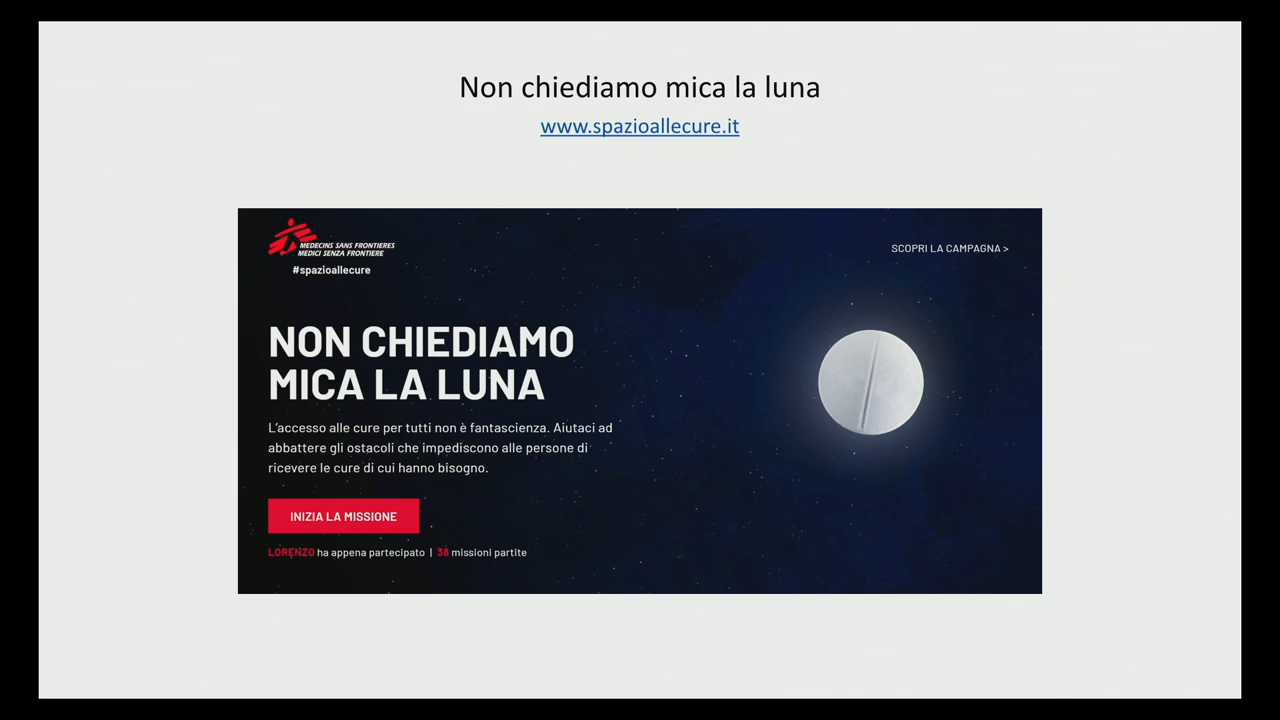 Non chiediamo mica la luna
www.spazioallecure.it
MEDECINS SANS FRONTIERES
MEDICI SENZA FRONTIERE
#spazioallecure
SCOPRI LA CAMPAGNA >
NON CHIEDIAMO
MICA LA LUNA
L'accesso alle cure per tutti non è fantascienza. Aiutaci ad
abbattere gli ostacoli che impediscono alle persone di
ricevere le cure di cui hanno bisogno.
INIZIA LA MISSIONE
LORENZO ha appena partecipato | 38 missioni partite